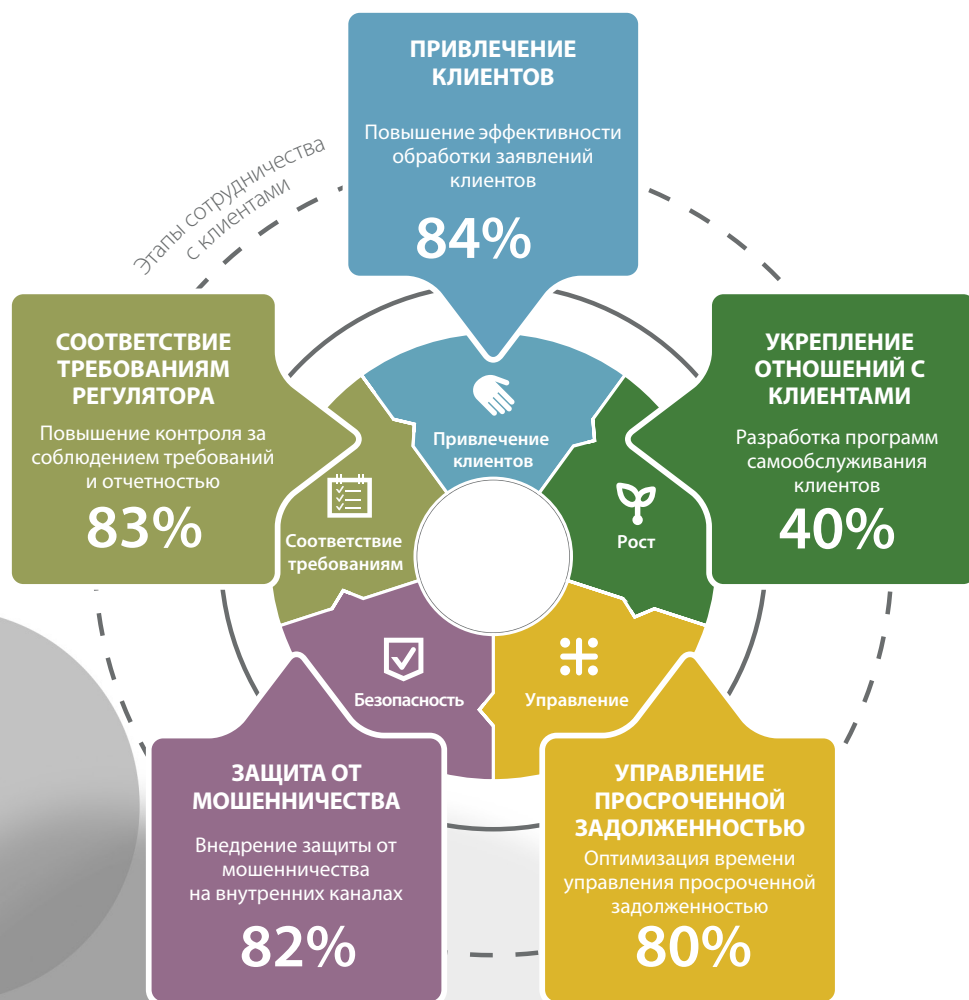 ПРИВЛЕЧЕНИЕ
КЛИЕНТОВ
Повышение эффективности
обработки заявлений
клиентов
84%
Этапы сотрудничества
с клиентами
СООТВЕТСТВИЕ
ТРЕБОВАНИЯМ
РЕГУЛЯТОРА
Повышение контроля за
соблюдением требований
и отчетностью
83%
УКРЕПЛЕНИЕ
ОТНОШЕНИЙ С
КЛИЕНТАМИ
Разработка программ
самообслуживания
клиентов
40%
Привлечение
клиентов
Соответствие
требованиям
Рост
Безопасность
Управление
ЗАЩИТА ОТ
МОШЕННИЧЕСТВА
Внедрение защиты от
мошенничества
на внутренних каналах
82%
УПРАВЛЕНИЕ
ПРОСРОЧЕННОЙ
ЗАДОЛЖЕННОСТЬЮ
Оптимизация времени
управления просроченной
задолженностью
80%